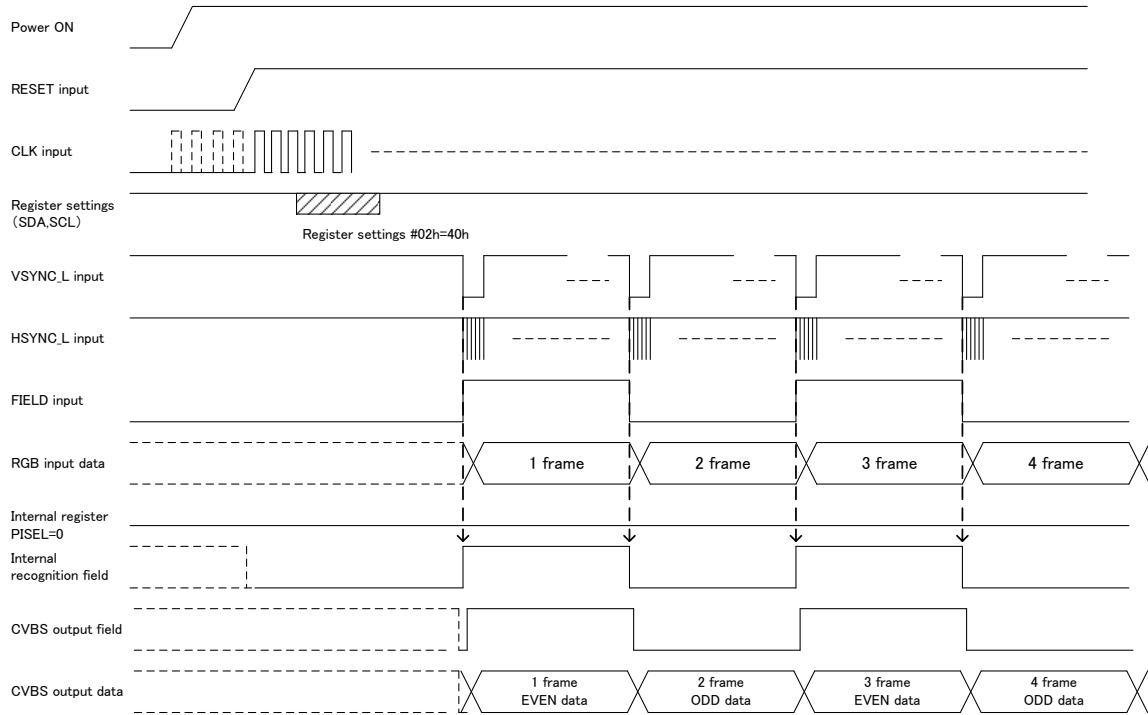 Power ON
RESET input
CLK input
Register settings
（SDA,SCL）
Register settings #02h=40h
VSYNC_L input
HSYNC_L input
FIELD input
RGB input data
1 frame
2 frame
3 frame
4 frame
Internal register
PISEL=0
Internal
recognition field
CVBS output field
CVBS output data
1 frame
EVEN data
2 frame
ODD data
3 frame
EVEN data
4 frame
ODD data